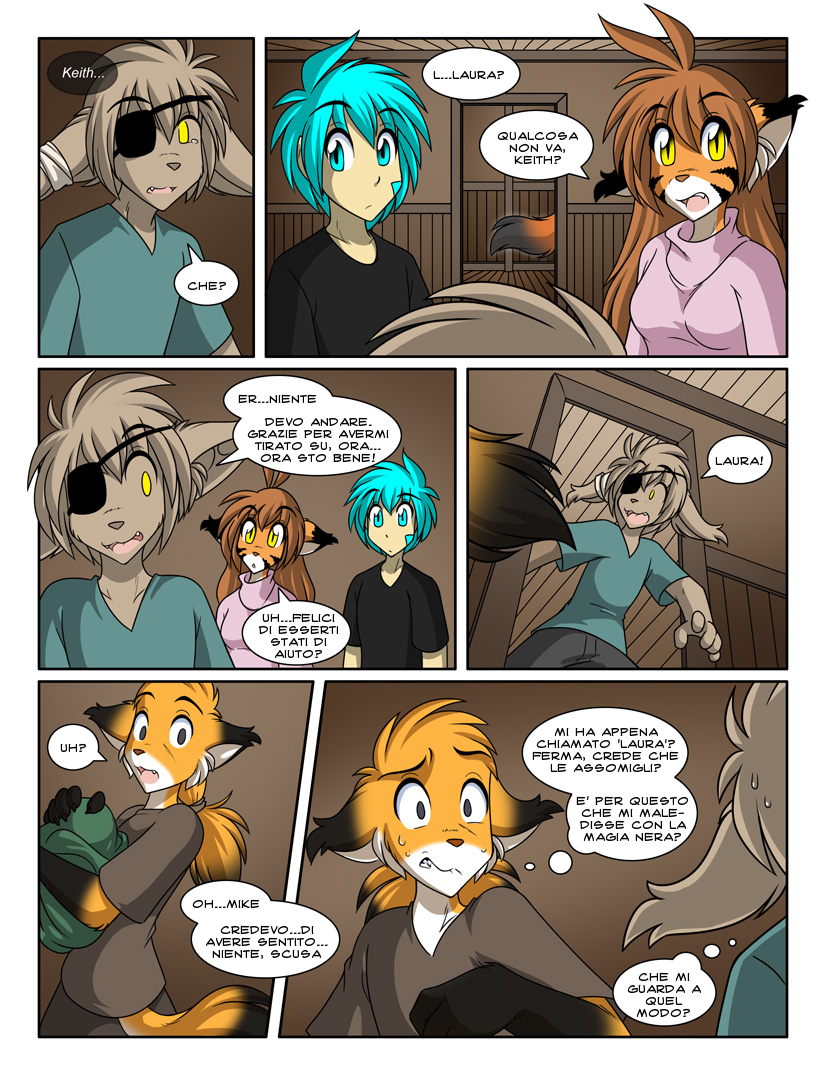 Keith...
CHE?
L...LAURA?
QUALCOSA
NON VA,
KEITH?
ER...NIENTE
DEVO ANDARE.
GRAZIE PER AVERMI
TIRATO SU, ORA...
ORA STO BENE!
UH...FELICI
DI ESSERTI
STATI DI
AIUTO?
LAURA!
UH?
OH...MIKE
CREDEVO...DI
AVERE SENTITO...
NIENTE, SCUSA
MI HA APPENA
CHIAMATO 'LAURA'?
FERMA, CREDE CHE
LE ASSOMIGLI?
E' PER QUESTO
CHE MI MALE-
DISSE CON LA
MAGIA NERA?
CHE MI
GUARDA A
QUEL
MODO?